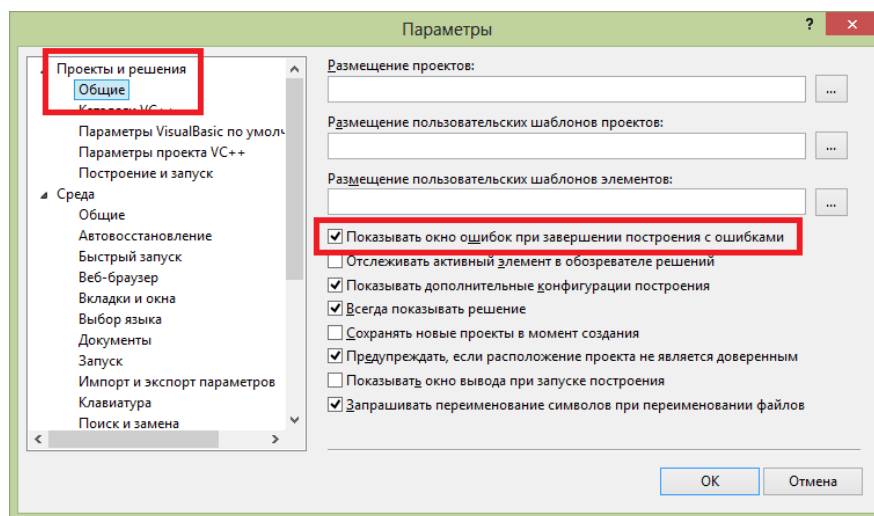 Параметры
?
×
Проекты и решения
Общие
Каталоги VC++
Параметры VisualBasic по умолч
Параметры проекта VC++
Построение и запуск
Среда
Общие
Автовосстановление
Быстрый запуск
Веб-браузер
Вкладки и окна
Выбор языка
Документы
Запуск
Импорт и экспорт параметров
Клавиатура
Поиск и замена
Размещение проектов:
...
Размещение пользовательских шаблонов проектов:
...
Размещение пользовательских шаблонов элементов:
...
Показывать окно ошибок при завершении построения с ошибками
Отслеживать активный элемент в обозревателе решений
Показывать дополнительные конфигурации построения
Всегда показывать решение
Сохранять новые проекты в момент создания
Предупреждать, если расположение проекта не является доверенным
Показывать окно вывода при запуске построения
Запрашивать переименование символов при переименовании файлов
ОК
Отмена